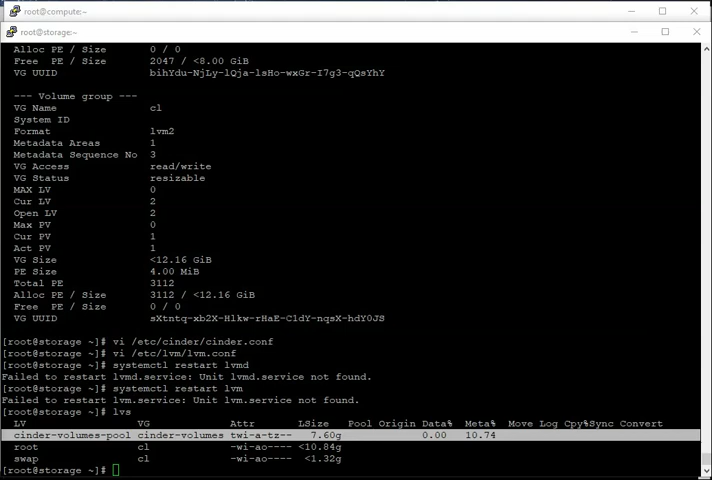 root@compute:~
root@storage:~
Alloc PE / Size 0 / 0
Free PE / Size 2047 / <8.00 GiB
VG UUID bihYdu-NjLy-lQja-lsHo-wxGr-I7g3-qQsYhY
--- Volume group ---
VG Name cl
System ID
Format lvm2
Metadata Areas 1
Metadata Sequence No 3
VG Access read/write
VG Status resizable
MAX LV 0
Cur LV 2
Open LV 2
Max PV 0
Cur PV 1
Act PV 1
VG Size <12.16 GiB
PE Size 4.00 MiB
Total PE 3112
Alloc PE / Size 3112 / <12.16 GiB
Free PE / Size 0 / 0
VG UUID sXtntq-xb2X-Hlkw-rHaE-C1dY-nqsX-hdY0JS
[root@storage ~]# vi /etc/cinder/cinder.conf
[root@storage ~]# vi /etc/lvm/lvm.conf
[root@storage ~]# systemctl restart lvmd
Failed to restart lvmd.service: Unit lvmd.service not found.
[root@storage ~]# systemctl restart lvm
Failed to restart lvm.service: Unit lvm.service not found.
[root@storage ~]# lvs
LV VG Attr LSize Pool Origin Data% Meta% Move Log Cpy%Sync Convert
cinder-volumes-pool cinder-volumes twi-a-tz-- 7.60g 0.00 10.74
root cl -wi-ao---- <10.84g
swap cl -wi-ao---- <1.32g
[root@storage ~]#